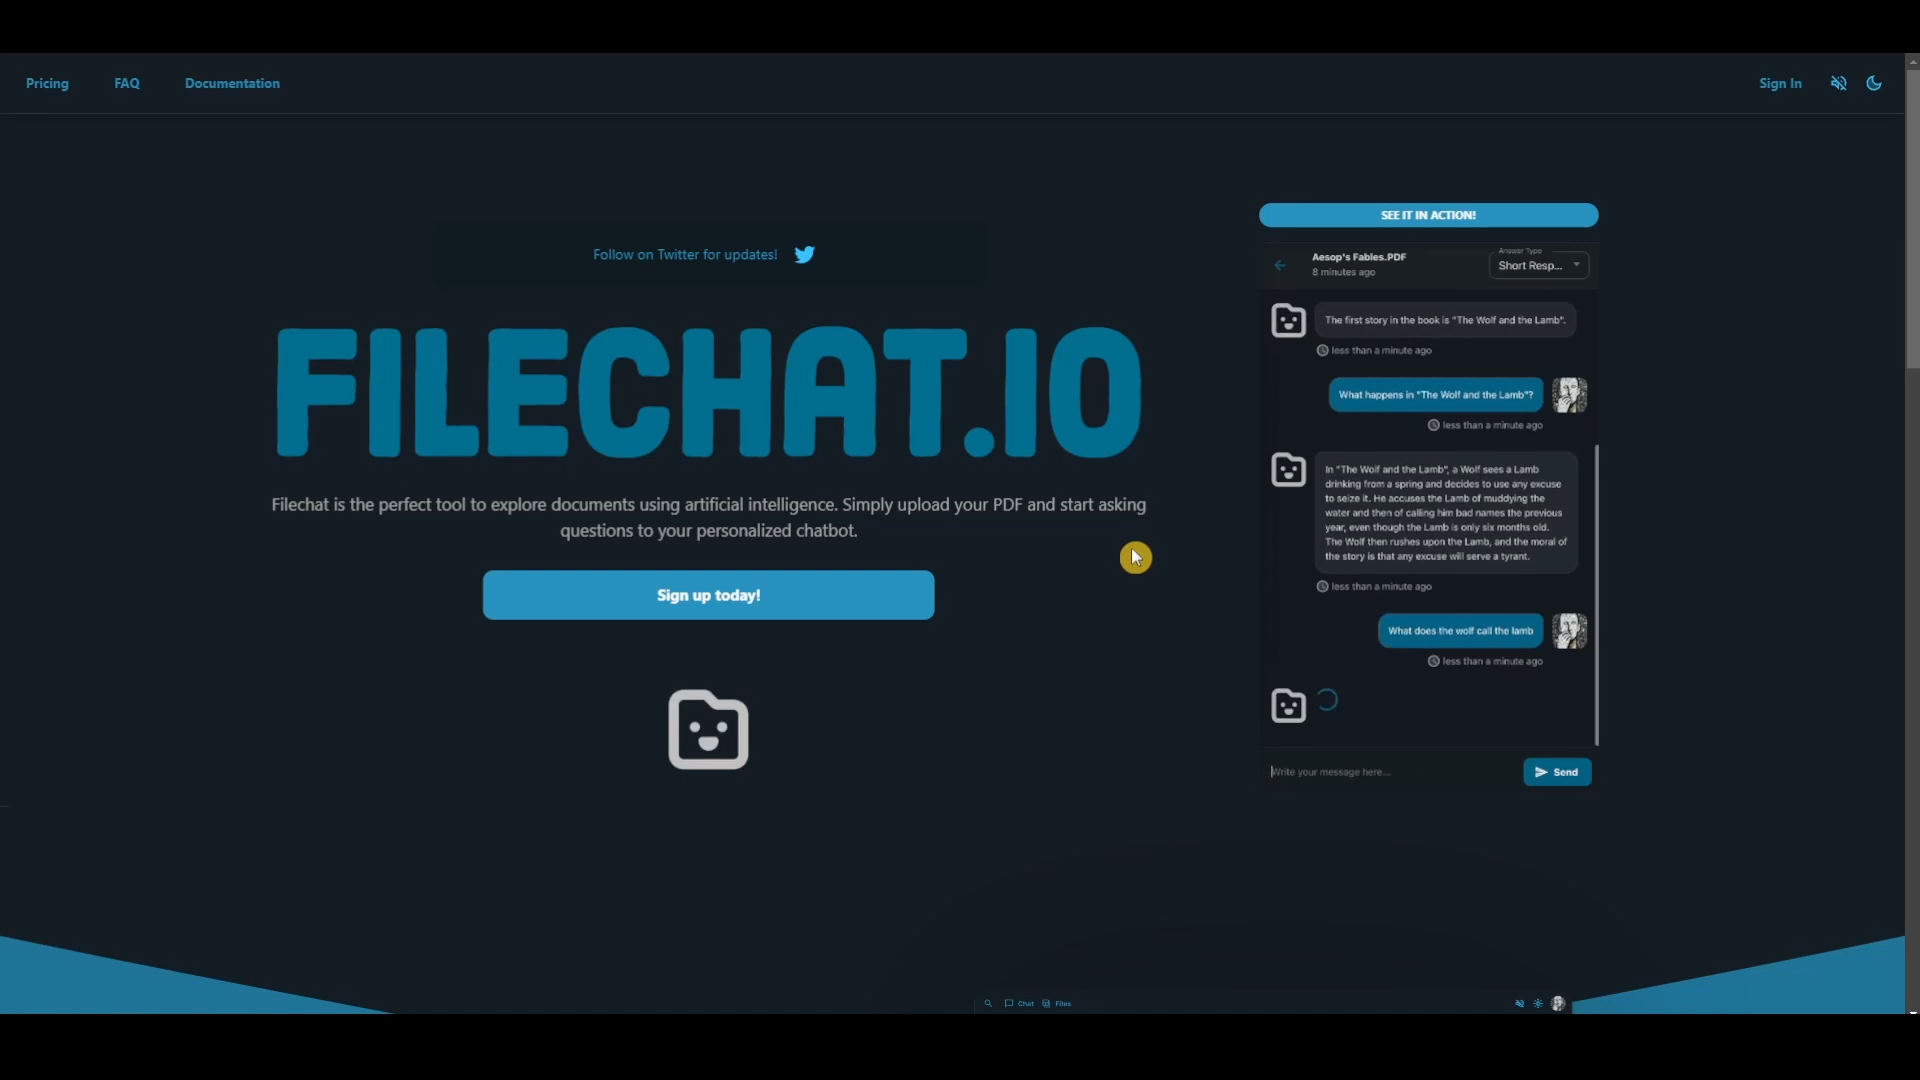 Pricing FAQ Documentation Sign In
Follow on Twitter for updates!
FILECHAT.IO
Filechat is the perfect tool to explore documents using artificial intelligence. Simply upload your PDF and start asking
questions to your personalized chatbot.
Sign up today!
SEE IT IN ACTION!
Aesop's Fables.PDF
8 minutes ago
Answer Type
Short Resp...
The first story in the book is "The Wolf and the Lamb".
less than a minute ago
What happens in "The Wolf and the Lamb"?
less than a minute ago
In "The Wolf and the Lamb", a Wolf sees a Lamb
drinking from a spring and decides to use any excuse
to seize it. He accuses the Lamb of muddying the
water and then of calling him bad names the previous
year, even though the Lamb is only six months old.
The Wolf then rushes upon the Lamb, and the moral of
the story is that any excuse will serve a tyrant.
less than a minute ago
What does the wolf call the lamb
less than a minute ago
Write your message here...
Send
Chat Files